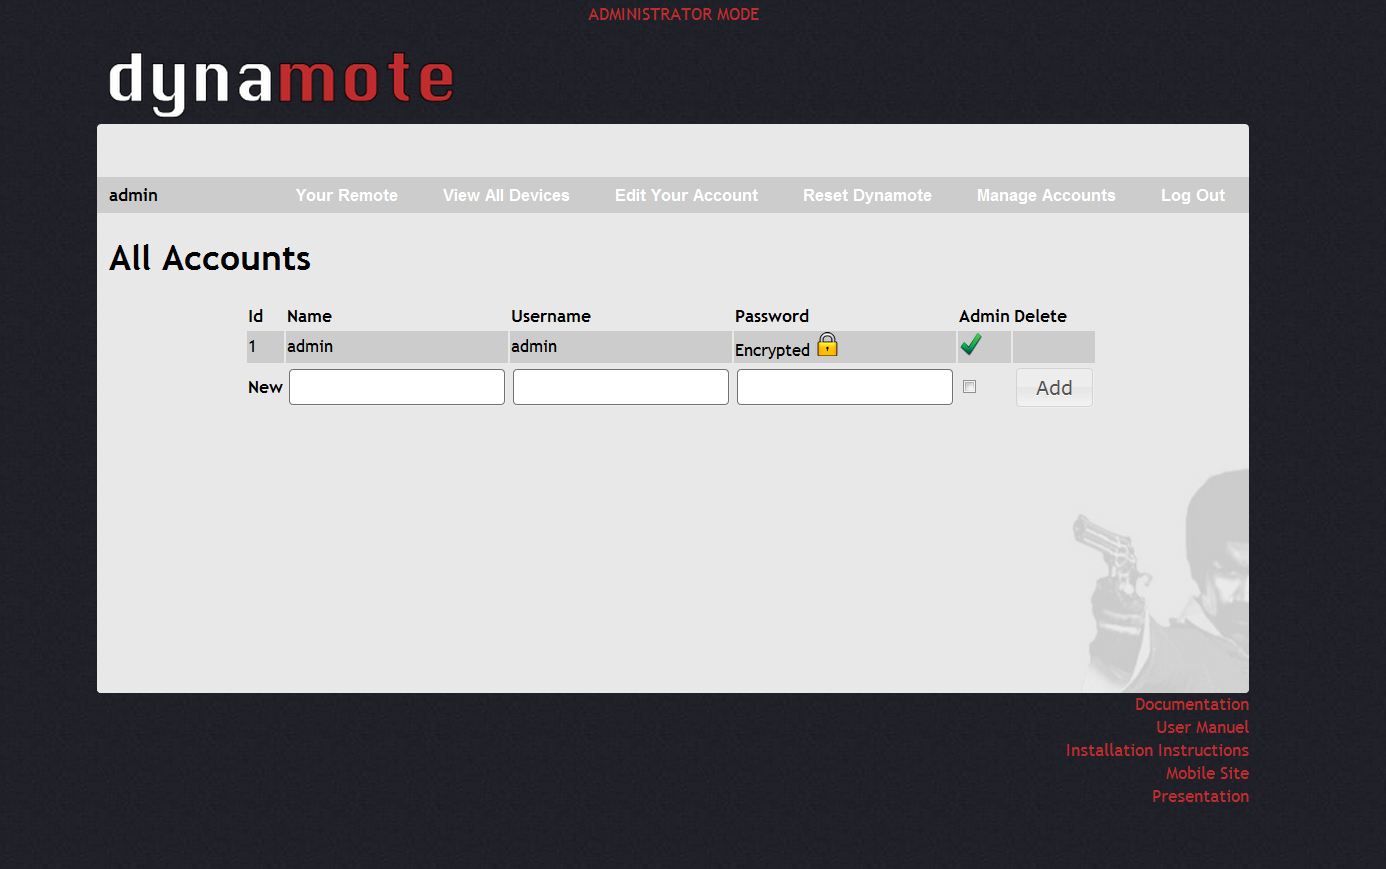 ADMINISTRATOR MODE
dynamote
admin Your Remote View All Devices Edit Your Account Reset Dynamote Manage Accounts Log Out
All Accounts
Id Name Username Password Admin Delete
1 admin admin Encrypted
New Add
Documentation
User Manuel
Installation Instructions
Mobile Site
Presentation